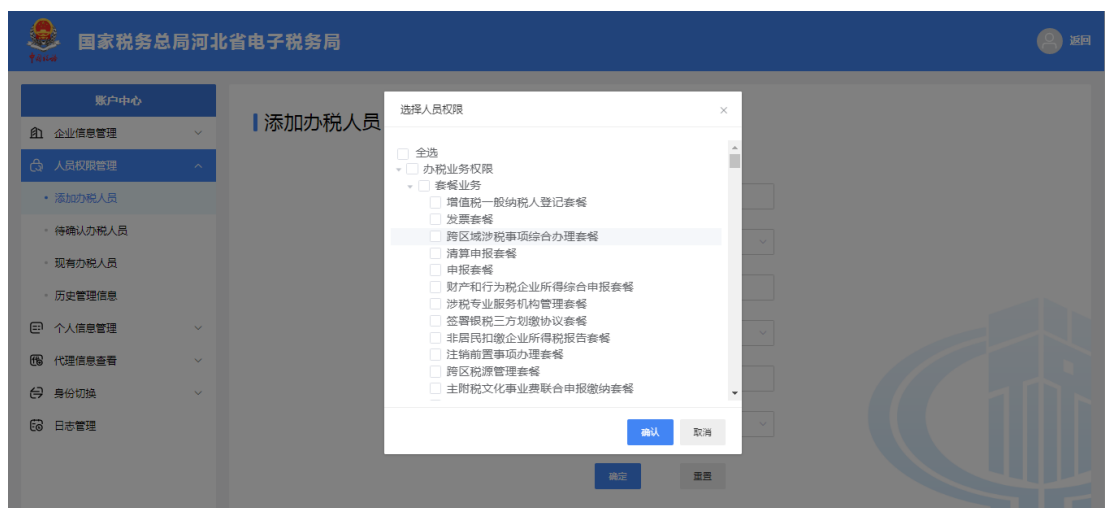 国家税务总局河北省电子税务局
返回
账户中心
企业信息管理
人员权限管理
添加办税人员
待确认办税人员
现有办税人员
历史管理信息
个人信息管理
代理信息查看
身份切换
日志管理
添加办税人员
选择人员权限
全选
办税业务权限
套餐业务
增值税一般纳税人登记套餐
发票套餐
跨区域涉税事项综合办理套餐
清算申报套餐
申报套餐
财产和行为税企业所得综合申报套餐
涉税专业服务机构管理套餐
签署银税三方划缴协议套餐
非居民扣缴企业所得税报告套餐
注销前置事项办理套餐
跨区税源管理套餐
主附税文化事业费联合申报缴纳套餐
确认
取消
确定
重置